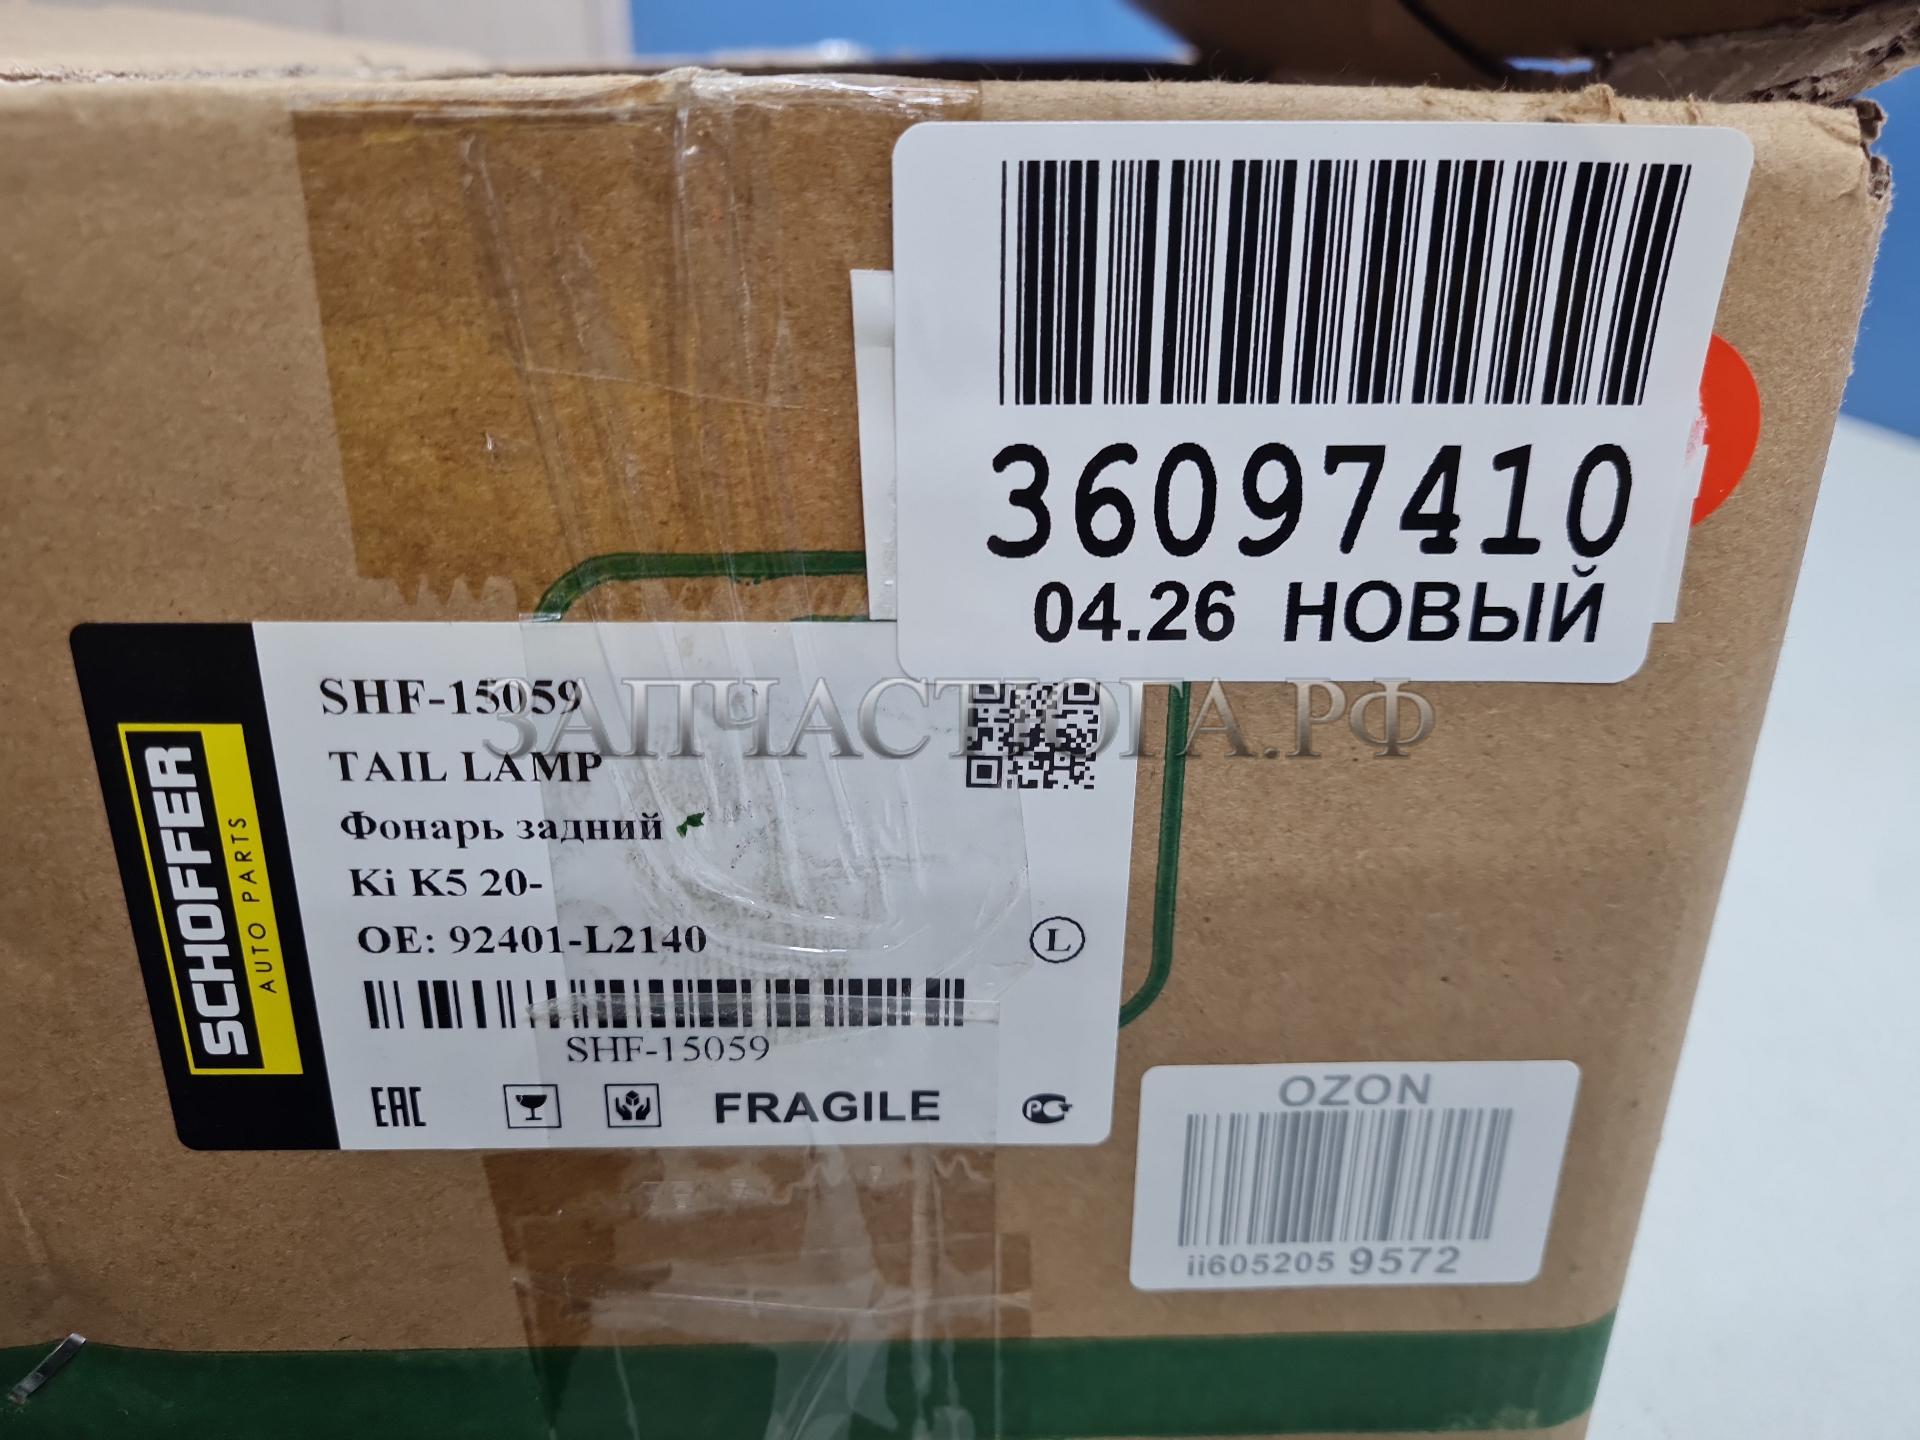 36097410
04.26 НОВЫЙ
ЗАПЧАСТЮГА.РФ
SCHOFFER
AUTO PARTS
SHF-15059
TAIL LAMP
Фонарь задний
Ki K5 20-
OE: 92401-L2140
L
SHF-15059
EAC
FRAGILE
РСТ
OZON
ii605205 9572